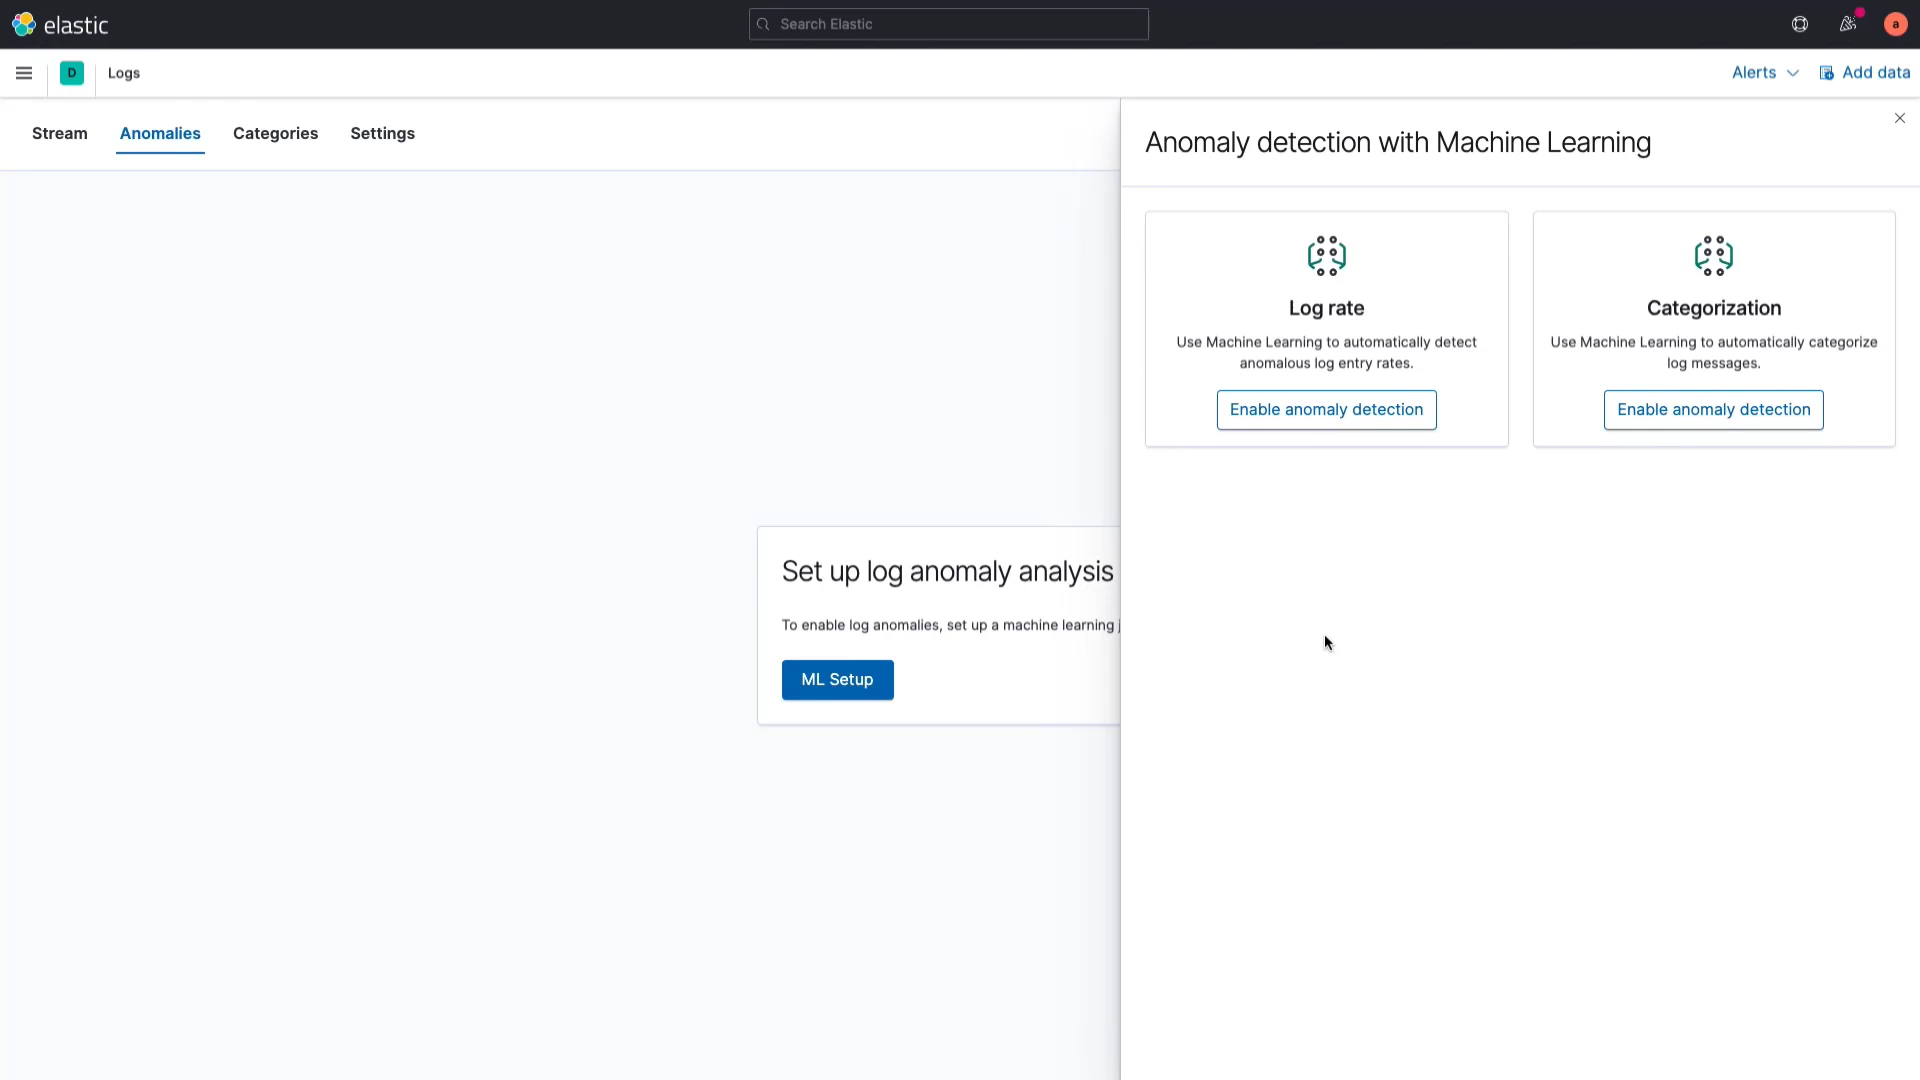 elastic
Search Elastic
a
D
Logs
Alerts
Add data
Stream
Anomalies
Categories
Settings
Anomaly detection with Machine Learning
Log rate
Use Machine Learning to automatically detect
anomalous log entry rates.
Enable anomaly detection
Categorization
Use Machine Learning to automatically categorize
log messages.
Enable anomaly detection
Set up log anomaly analysis
To enable log anomalies, set up a machine learning
ML Setup